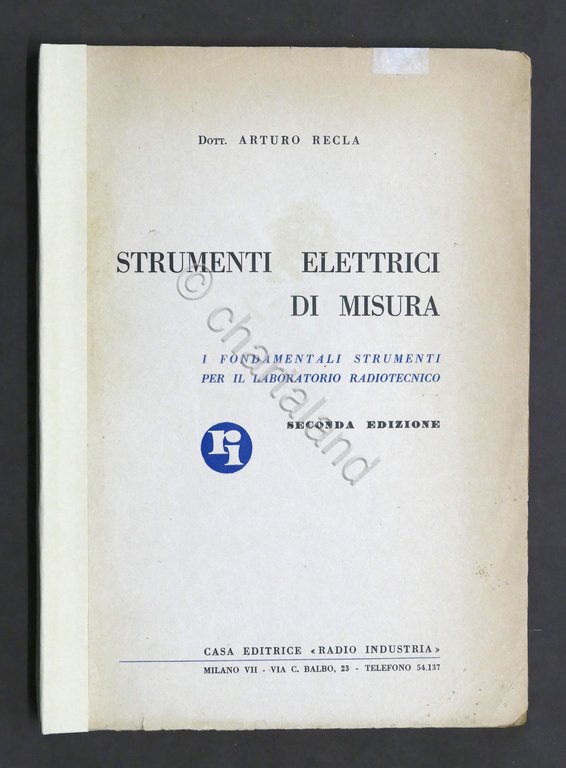 Dott. ARTURO RECLA
STRUMENTI ELETTRICI
DI MISURA
I FONDAMENTALI STRUMENTI
PER IL LABORATORIO RADIOTECNICO
SECONDA EDIZIONE
ri
CASA EDITRICE «RADIO INDUSTRIA»
MILANO VII - VIA C. BALBO, 23 - TELEFONO 54.137
© chartaland